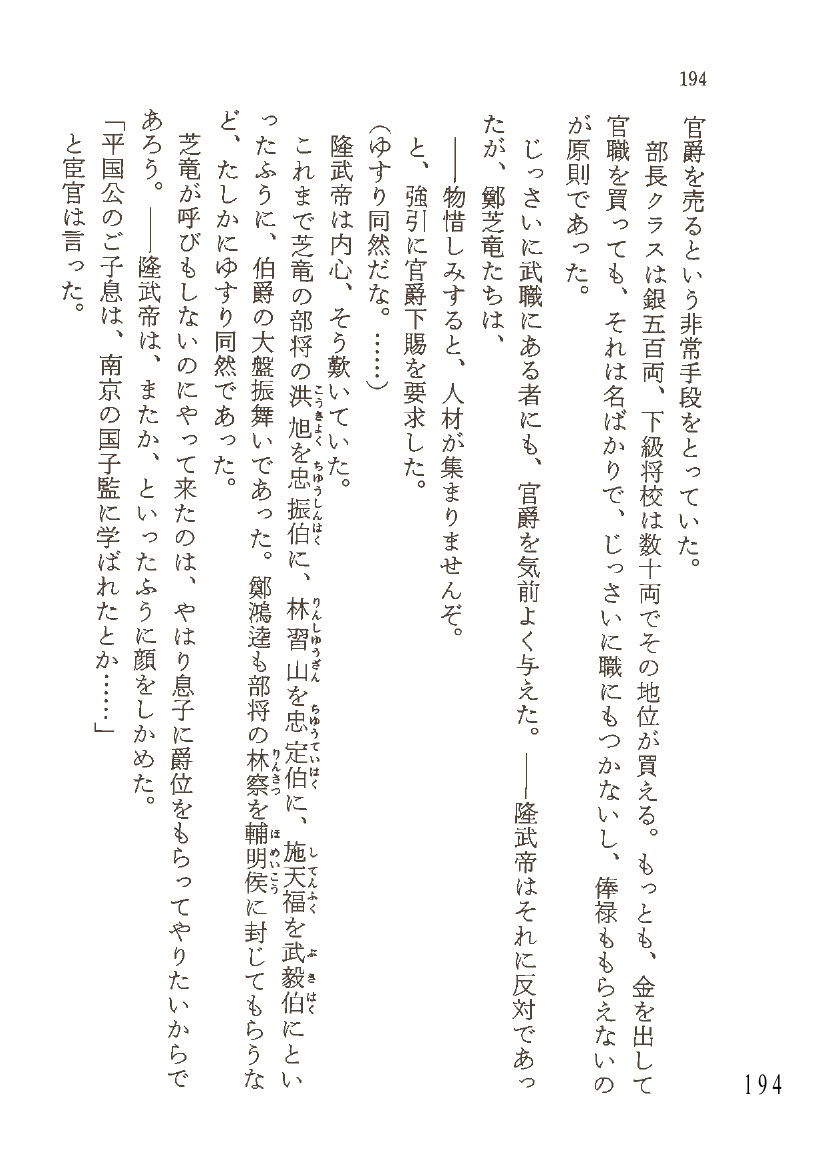 194
官爵を売るという非常手段をとっていた。
部長クラスは銀五百両、下級将校は数十両でその地位が買える。もっとも、金を出して
官職を買っても、それは名ばかりで、じっさいに職にもつかないし、俸禄ももらえないの
が原則であった。
じっさいに武職にある者にも、官爵を気前よく与えた。――隆武帝はそれに反対であっ
たが、鄭芝竜たちは、
――物惜しみすると、人材が集まりませんぞ。
と、強引に官爵下賜を要求した。
(ゆすり同然だな。……)
隆武帝は内心、そう歎いていた。
これまで芝竜の部将の洪旭を忠振伯に、林習山を忠定伯に、施天福を武毅伯にとい
ったふうに、伯爵の大盤振舞いであった。鄭鴻逵も部将の林察を輔明侯に封じてもらうな
ど、たしかにゆすり同然であった。
芝竜が呼びもしないのにやって来たのは、やはり息子に爵位をもらってやりたいからで
あろう。――隆武帝は、またか、といったふうに顔をしかめた。
「平国公のご子息は、南京の国子監に学ばれたとか……」
と宦官は言った。
194